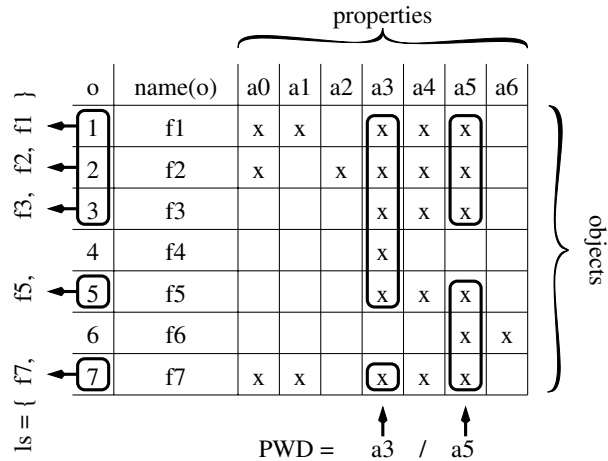 properties
o name(o) a0 a1 a2 a3 a4 a5 a6
1 f1 x x x x x
2 f2 x x x x x
3 f3 x x x
4 f4 x
5 f5 x x x
6 f6 x x
7 f7 x x x x x
PWD = a3 / a5
ls = { f7, f5, f3, f2, f1 }
objects